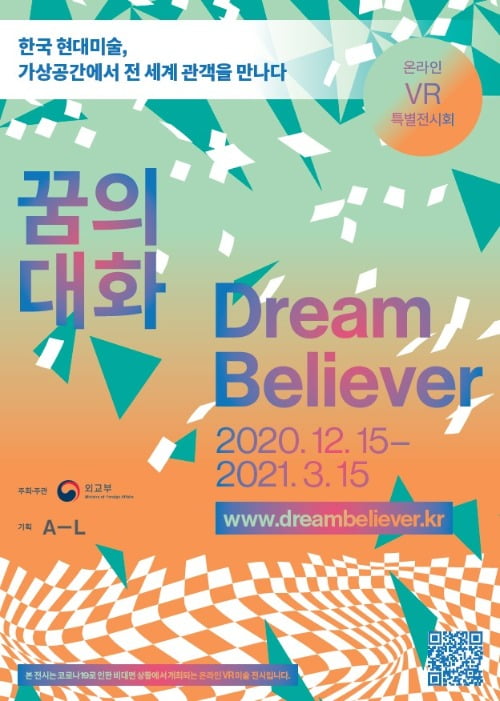 한국 현대미술,
가상공간에서 전 세계 관객을 만나다
온라인
VR
특별전시회
꿈의
대화
Dream
Believer
2020. 12. 15–
2021. 3. 15
www.dreambeliever.kr
주최·주관 외교부
Ministry of Foreign Affairs
기획 A—L
본 전시는 코로나19로 인한 비대면 상황에서 개최되는 온라인 VR 미술 전시입니다.